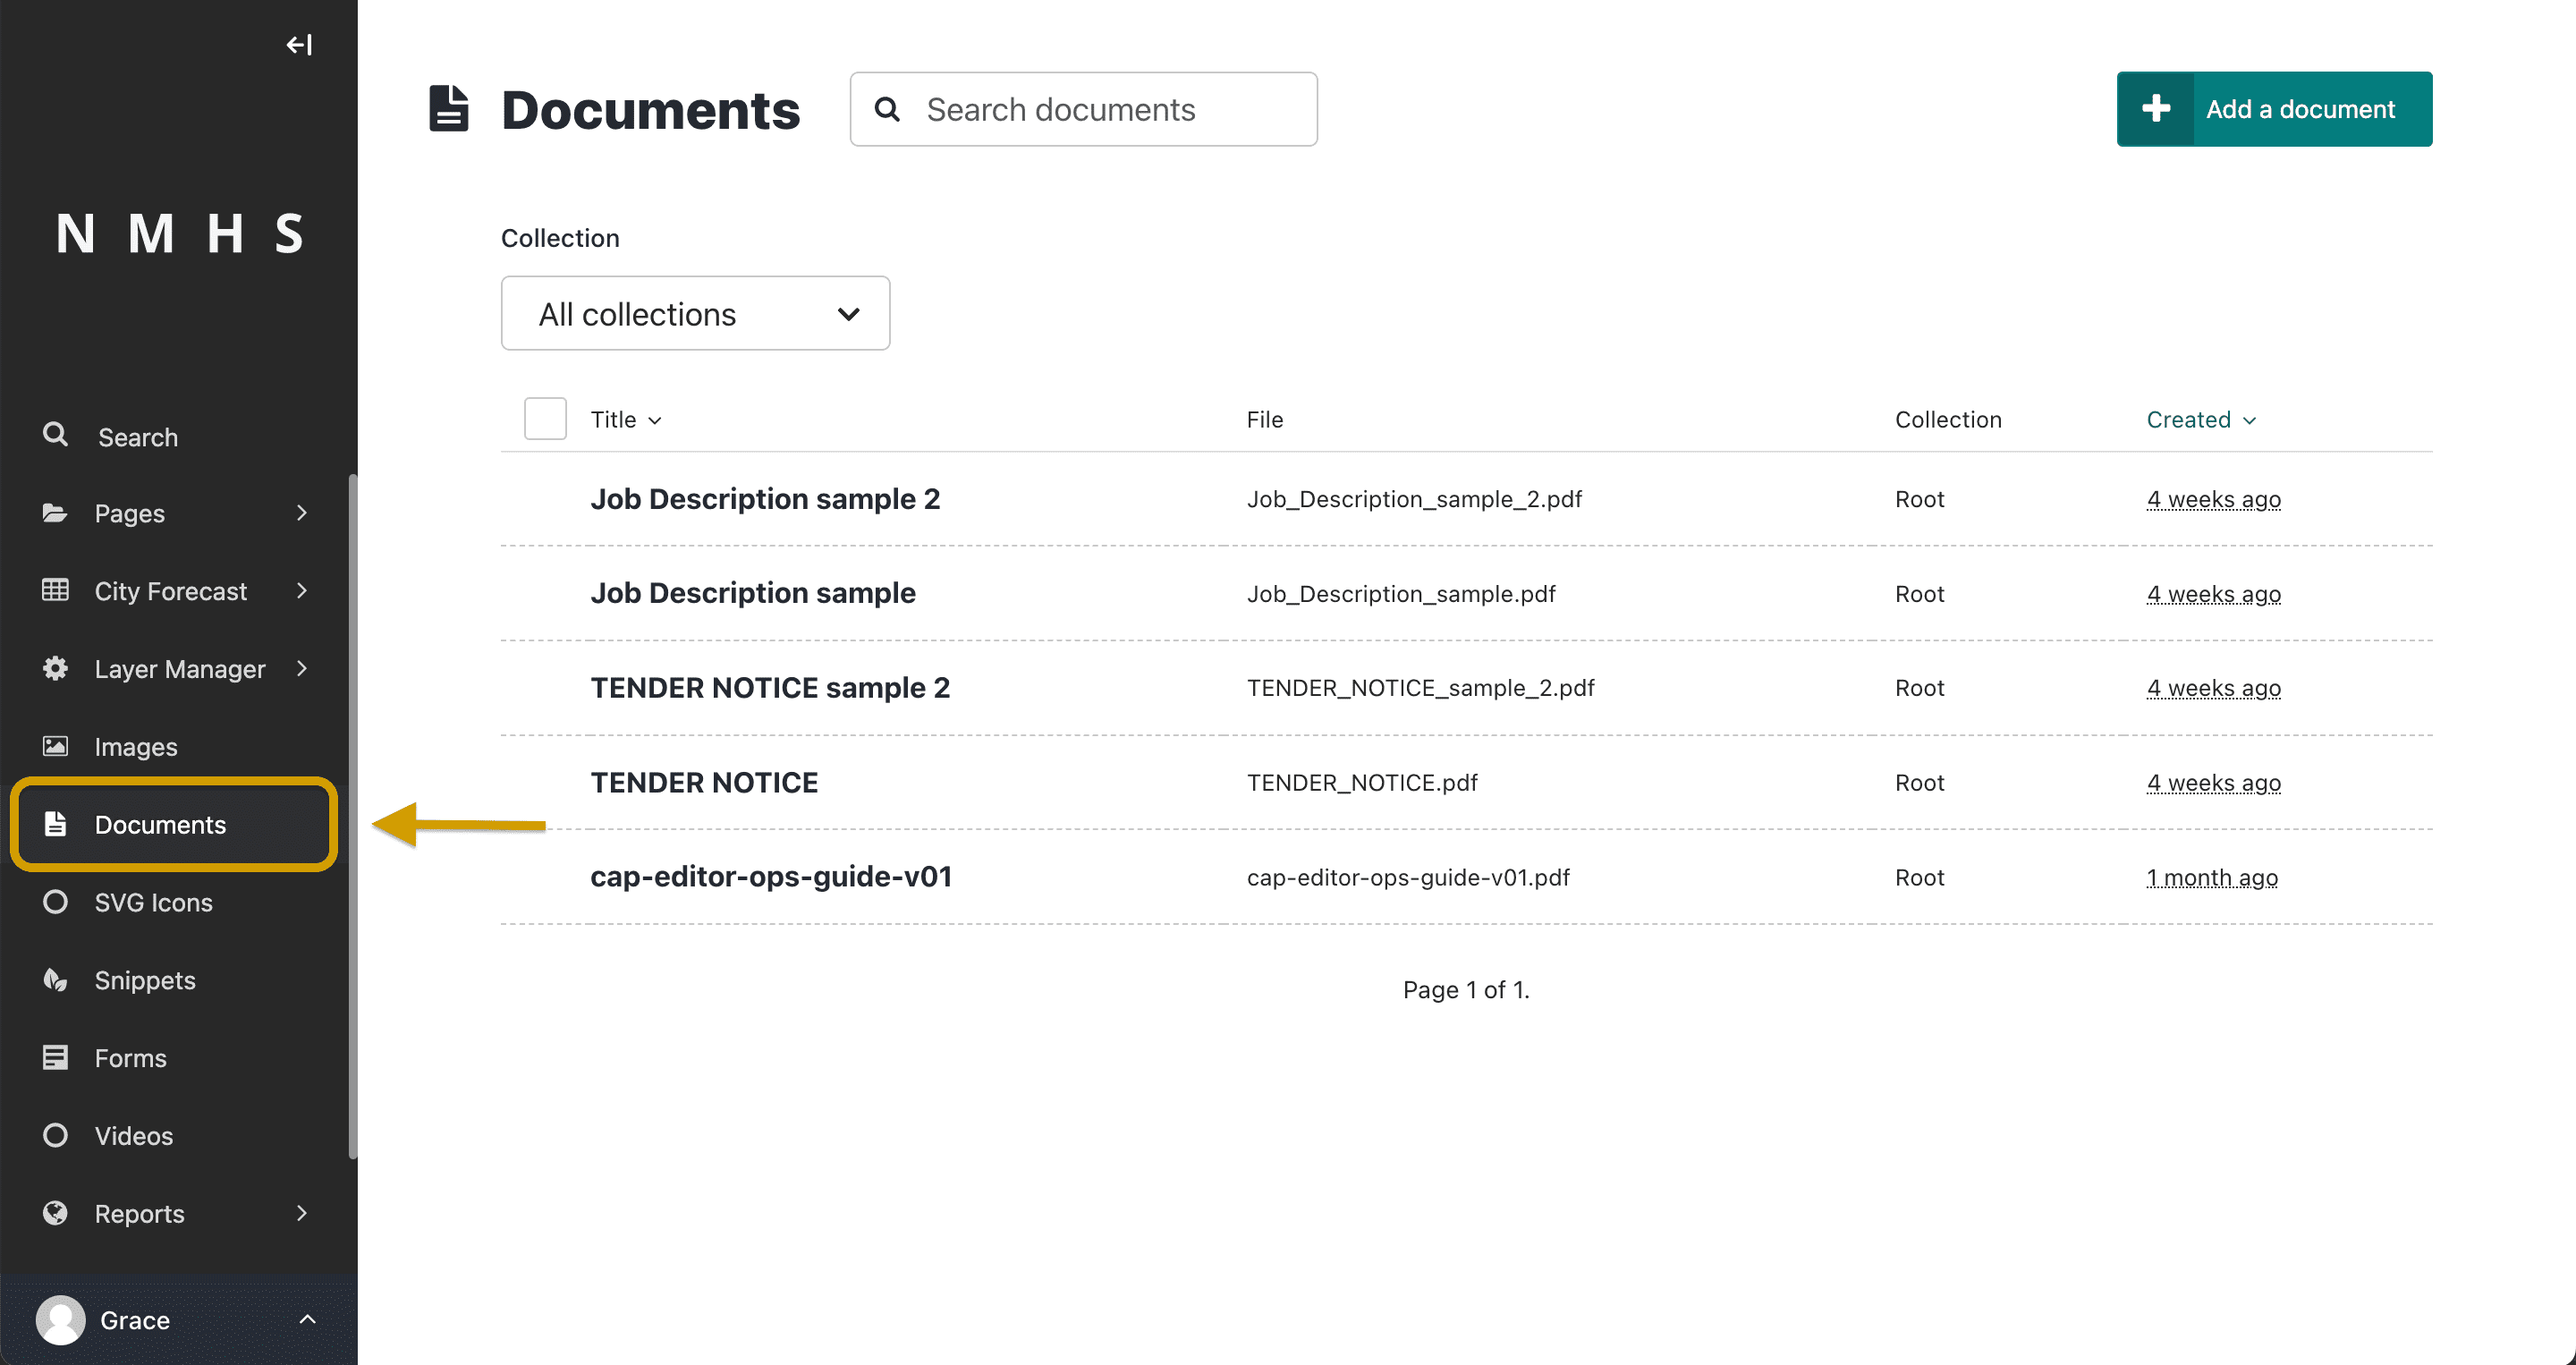 N M H S
Search
Pages
City Forecast
Layer Manager
Images
Documents
SVG Icons
Snippets
Forms
Videos
Reports
Grace
Documents
Search documents
Add a document
Collection
All collections
Title File Collection Created
Job Description sample 2 Job_Description_sample_2.pdf Root 4 weeks ago
Job Description sample Job_Description_sample.pdf Root 4 weeks ago
TENDER NOTICE sample 2 TENDER_NOTICE_sample_2.pdf Root 4 weeks ago
TENDER NOTICE TENDER_NOTICE.pdf Root 4 weeks ago
cap-editor-ops-guide-v01 cap-editor-ops-guide-v01.pdf Root 1 month ago
Page 1 of 1.